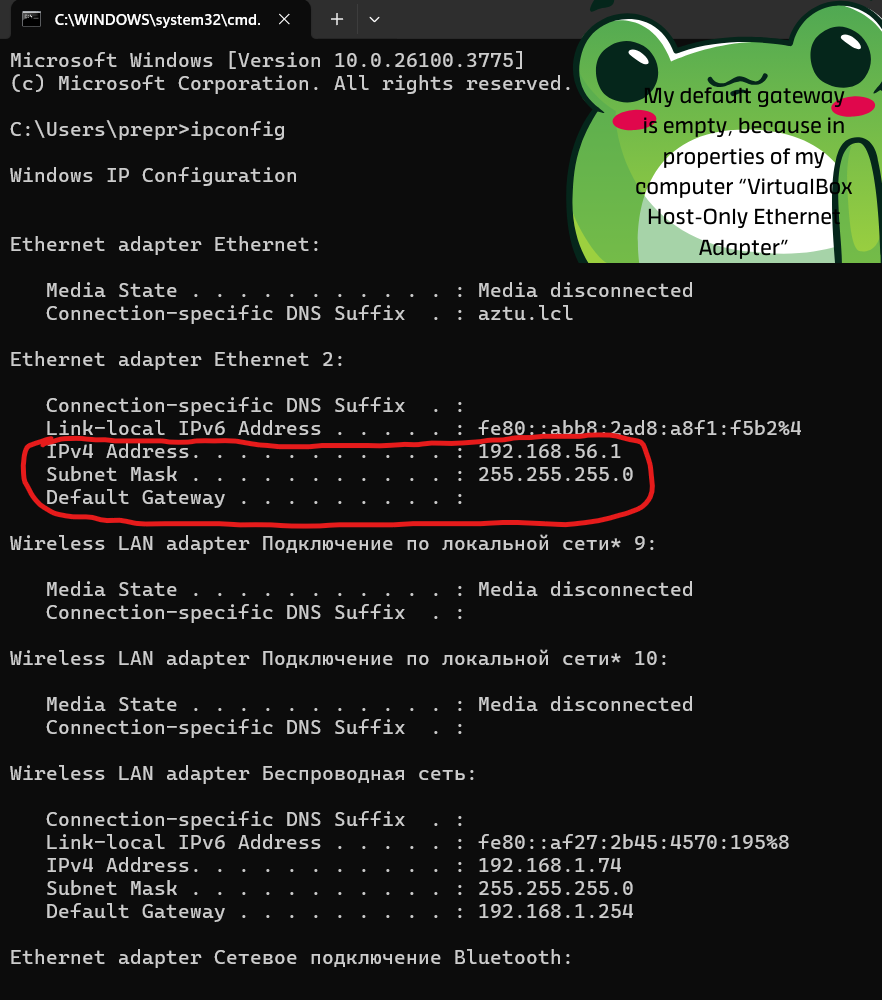 C:\WINDOWS\system32\cmd.
Microsoft Windows [Version 10.0.26100.3775]
(c) Microsoft Corporation. All rights reserved.
My default gateway
is empty, because in
properties of my
computer “VirtualBox
Host-Only Ethernet
Adapter”
C:\Users\prepr>ipconfig
Windows IP Configuration
Ethernet adapter Ethernet:
Media State . . . . . . . . . . . : Media disconnected
Connection-specific DNS Suffix  . : aztu.lcl
Ethernet adapter Ethernet 2:
Connection-specific DNS Suffix  . :
Link-local IPv6 Address . . . . . : fe80::abb8:2ad8:a8f1:f5b2%4
IPv4 Address. . . . . . . . . . . : 192.168.56.1
Subnet Mask . . . . . . . . . . . : 255.255.255.0
Default Gateway . . . . . . . . . :
Wireless LAN adapter Подключение по локальной сети* 9:
Media State . . . . . . . . . . . : Media disconnected
Connection-specific DNS Suffix  . :
Wireless LAN adapter Подключение по локальной сети* 10:
Media State . . . . . . . . . . . : Media disconnected
Connection-specific DNS Suffix  . :
Wireless LAN adapter Беспроводная сеть:
Connection-specific DNS Suffix  . :
Link-local IPv6 Address . . . . . : fe80::af27:2b45:4570:195%8
IPv4 Address. . . . . . . . . . . : 192.168.1.74
Subnet Mask . . . . . . . . . . . : 255.255.255.0
Default Gateway . . . . . . . . . : 192.168.1.254
Ethernet adapter Сетевое подключение Bluetooth: